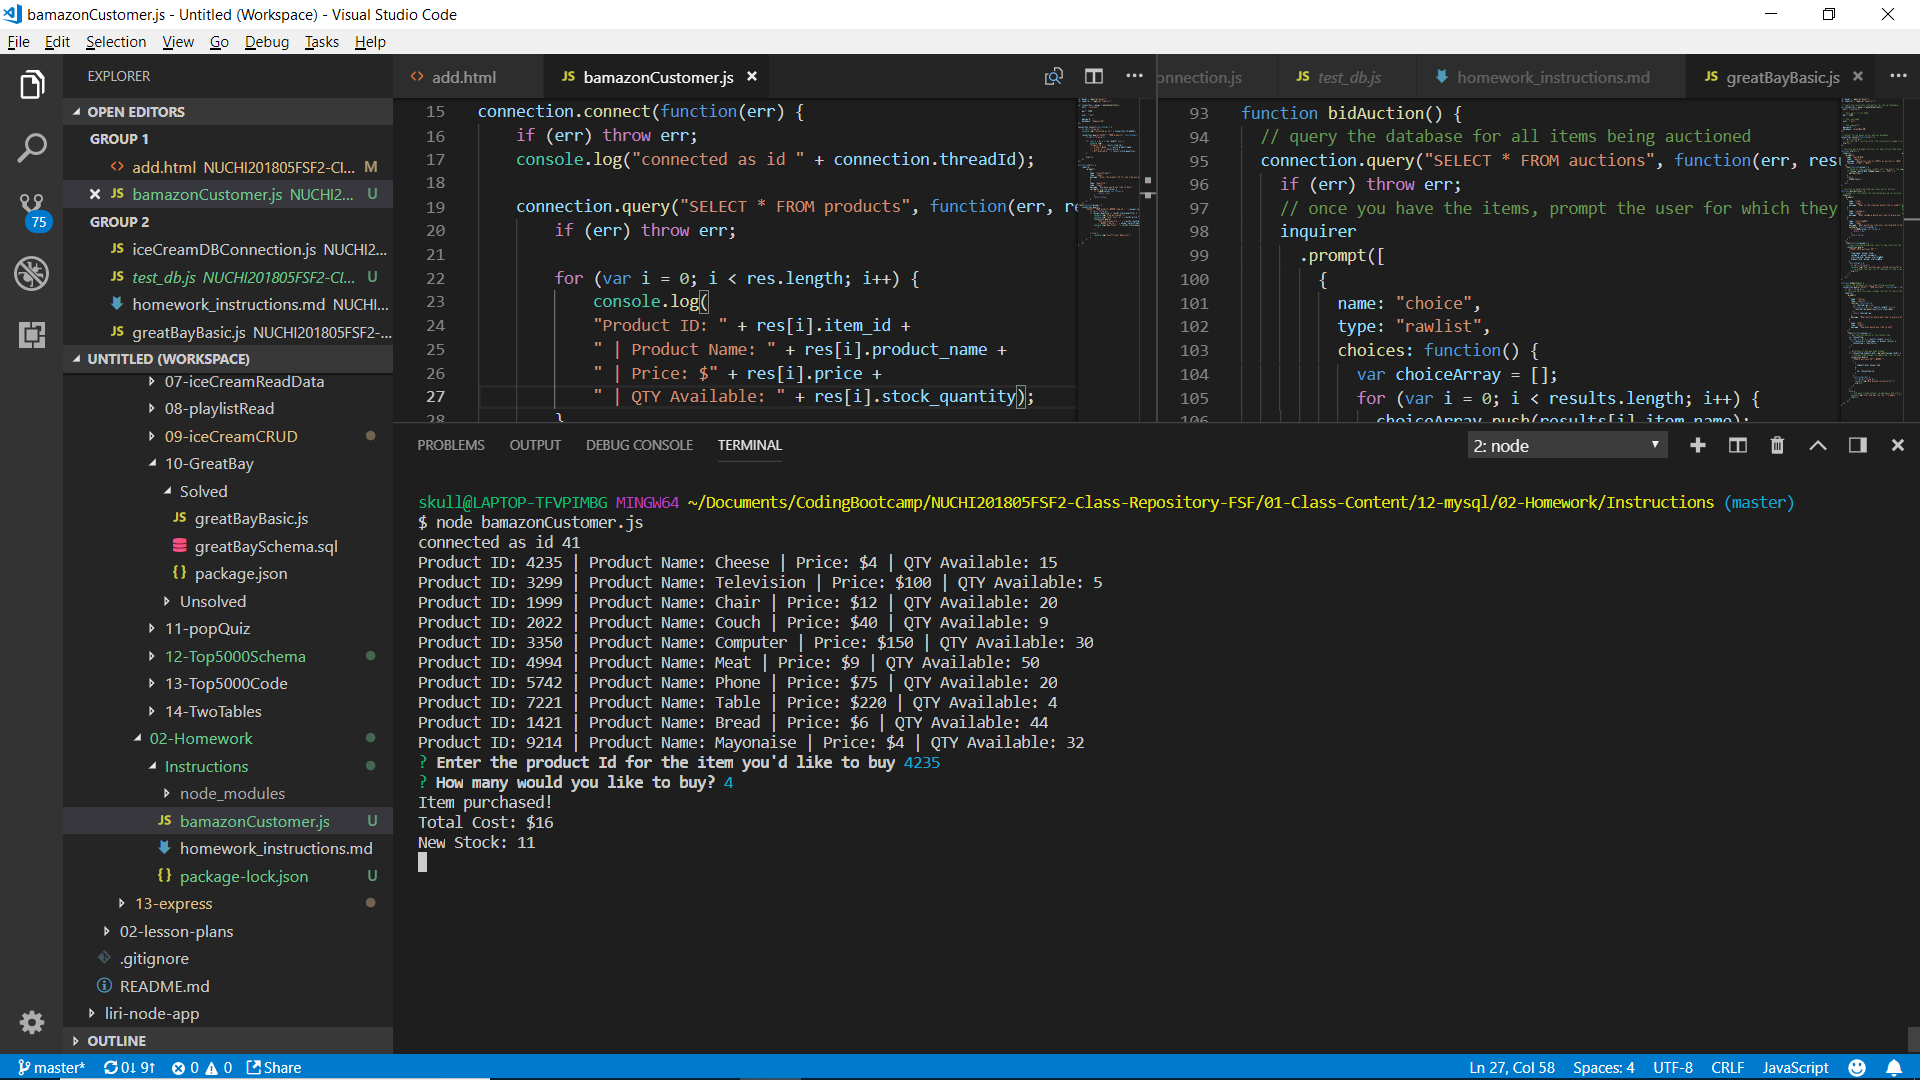 bamazonCustomer.js - Untitled (Workspace) - Visual Studio Code
File Edit Selection View Go Debug Tasks Help
EXPLORER
OPEN EDITORS
GROUP 1
add.html NUCHI201805FSF2-Cl... M
JS bamazonCustomer.js NUCHI2... U
GROUP 2
JS iceCreamDBConnection.js NUCHI2...
JS test_db.js NUCHI201805FSF2-Cl... U
homework_instructions.md NUCHI...
JS greatBayBasic.js NUCHI201805FSF2-...
UNTITLED (WORKSPACE)
07-iceCreamReadData
08-playlistRead
09-iceCreamCRUD
10-GreatBay
Solved
JS greatBayBasic.js
greatBaySchema.sql
{} package.json
Unsolved
11-popQuiz
12-Top5000Schema
13-Top5000Code
14-TwoTables
02-Homework
Instructions
node_modules
JS bamazonCustomer.js U
homework_instructions.md
{} package-lock.json U
13-express
02-lesson-plans
.gitignore
README.md
liri-node-app
OUTLINE
75
<> add.html JS bamazonCustomer.js
15 connection.connect(function(err) {
16 if (err) throw err;
17 console.log("connected as id " + connection.threadId);
18
19 connection.query("SELECT * FROM products", function(err, re
20 if (err) throw err;
21
22 for (var i = 0; i < res.length; i++) {
23 console.log(
24 "Product ID: " + res[i].item_id +
25 " | Product Name: " + res[i].product_name +
26 " | Price: $" + res[i].price +
27 " | QTY Available: " + res[i].stock_quantity);
28 }
onnection.js JS test_db.js homework_instructions.md JS greatBayBasic.js
93 function bidAuction() {
94 // query the database for all items being auctioned
95 connection.query("SELECT * FROM auctions", function(err, resu
96 if (err) throw err;
97 // once you have the items, prompt the user for which they
98 inquirer
99 .prompt([
100 {
101 name: "choice",
102 type: "rawlist",
103 choices: function() {
104 var choiceArray = [];
105 for (var i = 0; i < results.length; i++) {
106 choiceArray.push(results[i].item_name);
PROBLEMS OUTPUT DEBUG CONSOLE TERMINAL
2: node
skull@LAPTOP-TFVPIMBG MINGW64 ~/Documents/CodingBootcamp/NUCHI201805FSF2-Class-Repository-FSF/01-Class-Content/12-mysql/02-Homework/Instructions (master)
$ node bamazonCustomer.js
connected as id 41
Product ID: 4235 | Product Name: Cheese | Price: $4 | QTY Available: 15
Product ID: 3299 | Product Name: Television | Price: $100 | QTY Available: 5
Product ID: 1999 | Product Name: Chair | Price: $12 | QTY Available: 20
Product ID: 2022 | Product Name: Couch | Price: $40 | QTY Available: 9
Product ID: 3350 | Product Name: Computer | Price: $150 | QTY Available: 30
Product ID: 4994 | Product Name: Meat | Price: $9 | QTY Available: 50
Product ID: 5742 | Product Name: Phone | Price: $75 | QTY Available: 20
Product ID: 7221 | Product Name: Table | Price: $220 | QTY Available: 4
Product ID: 1421 | Product Name: Bread | Price: $6 | QTY Available: 44
Product ID: 9214 | Product Name: Mayonaise | Price: $4 | QTY Available: 32
? Enter the product Id for the item you'd like to buy 4235
? How many would you like to buy? 4
Item purchased!
Total Cost: $16
New Stock: 11
master* 0↓ 9↑ 0 0 Share
Ln 27, Col 58 Spaces: 4 UTF-8 CRLF JavaScript